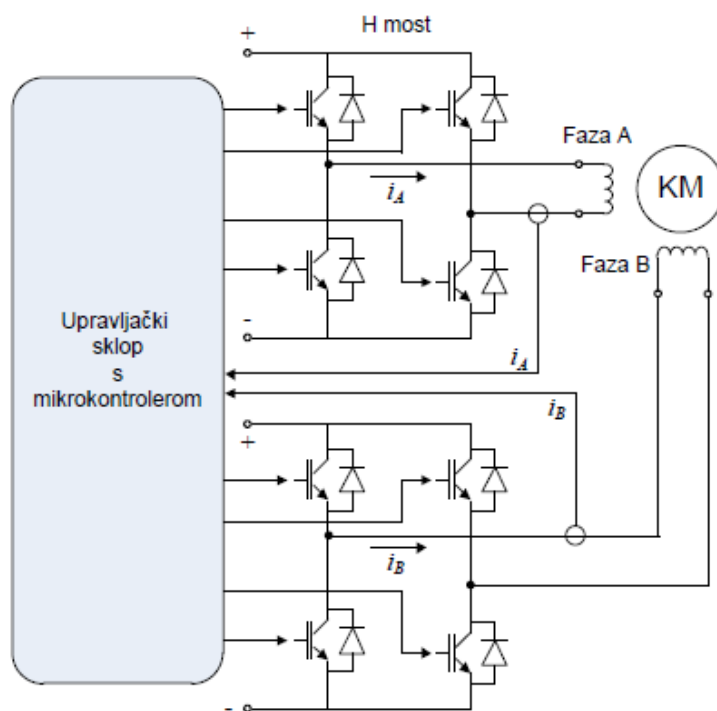 H most
+
Faza A
KM
i_A
Faza B
-
Upravljački
sklop
s
mikrokontrolerom
i_A
i_B
+
i_B
-